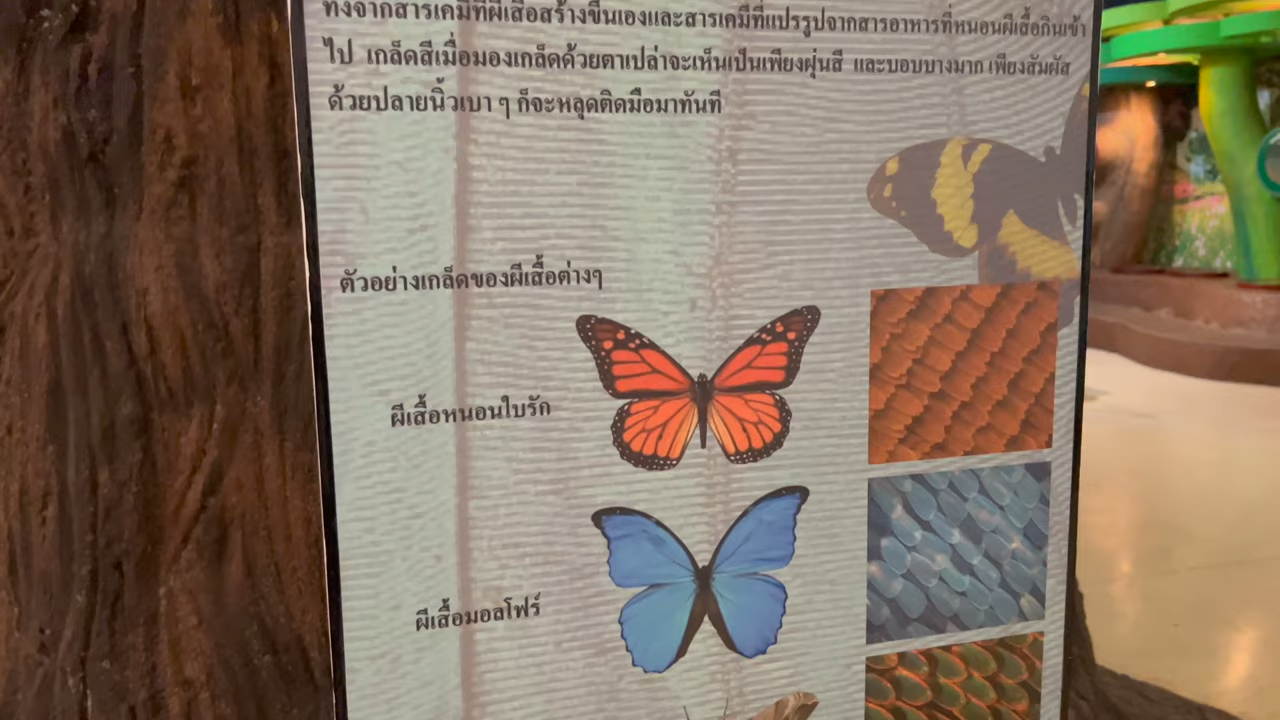 ทั้งจากสารเคมีที่ผีเสื้อสร้างขึ้นเองและสารเคมีที่แปรรูปจากสารอาหารที่หนอนผีเสื้อกินเข้า
ไป เกล็ดสีเมื่อมองเกล็ดด้วยตาเปล่าจะเห็นเป็นเพียงฝุ่นสี และบอบบางมาก เพียงสัมผัส
ด้วยปลายนิ้วเบา ๆ ก็จะหลุดติดมือมาทันที
ตัวอย่างเกล็ดของผีเสื้อต่างๆ
ผีเสื้อหนอนใบรัก
ผีเสื้อมอลโฟร์